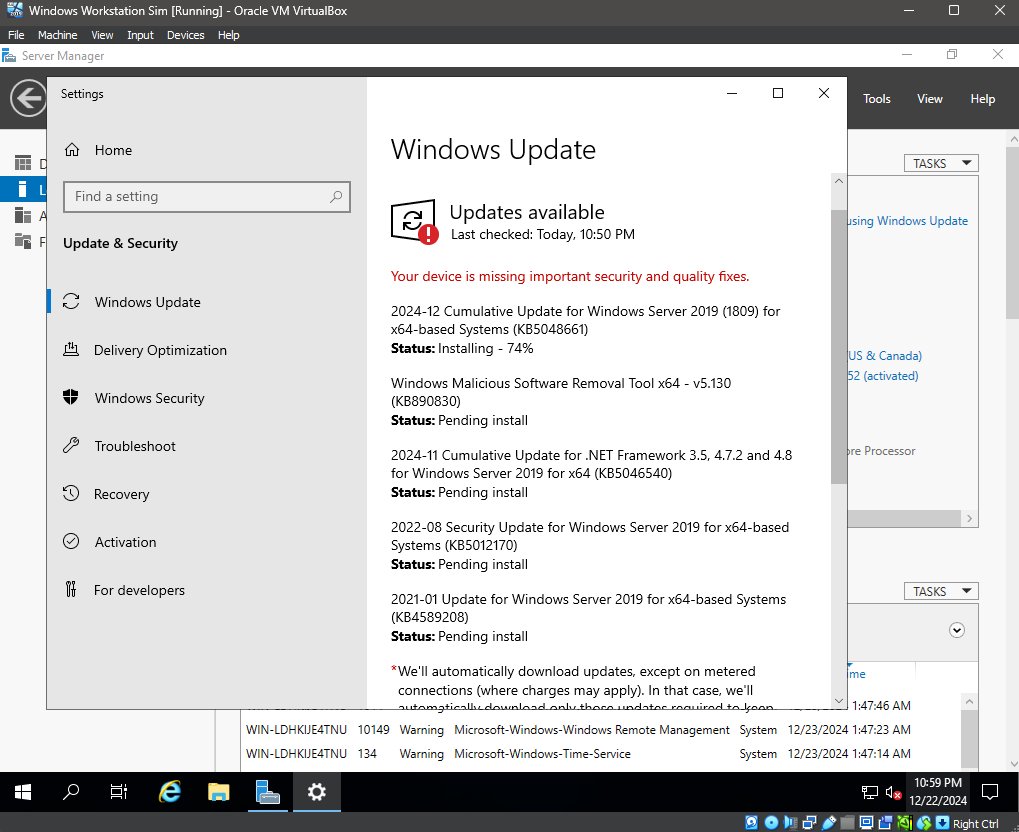 Windows Workstation Sim [Running] - Oracle VM VirtualBox
File Machine View Input Devices Help
Server Manager
Tools View Help
Settings
Home
Find a setting
Update & Security
Windows Update
Delivery Optimization
Windows Security
Troubleshoot
Recovery
Activation
For developers
Windows Update
Updates available
Last checked: Today, 10:50 PM
Your device is missing important security and quality fixes.
2024-12 Cumulative Update for Windows Server 2019 (1809) for
x64-based Systems (KB5048661)
Status: Installing - 74%
Windows Malicious Software Removal Tool x64 - v5.130
(KB890830)
Status: Pending install
2024-11 Cumulative Update for .NET Framework 3.5, 4.7.2 and 4.8
for Windows Server 2019 for x64 (KB5046540)
Status: Pending install
2022-08 Security Update for Windows Server 2019 for x64-based
Systems (KB5012170)
Status: Pending install
2021-01 Update for Windows Server 2019 for x64-based Systems
(KB4589208)
Status: Pending install
*We'll automatically download updates, except on metered
connections (where charges may apply). In that case, we'll
automatically download only those updates required to keep
TASKS
using Windows Update
US & Canada)
52 (activated)
ore Processor
TASKS
me
1:47:46 AM
WIN-LDHKIJE4TNU 10149 Warning Microsoft-Windows-Windows Remote Management System 12/23/2024 1:47:23 AM
WIN-LDHKIJE4TNU 134 Warning Microsoft-Windows-Time-Service System 12/23/2024 1:47:14 AM
10:59 PM
12/22/2024
Right Ctrl